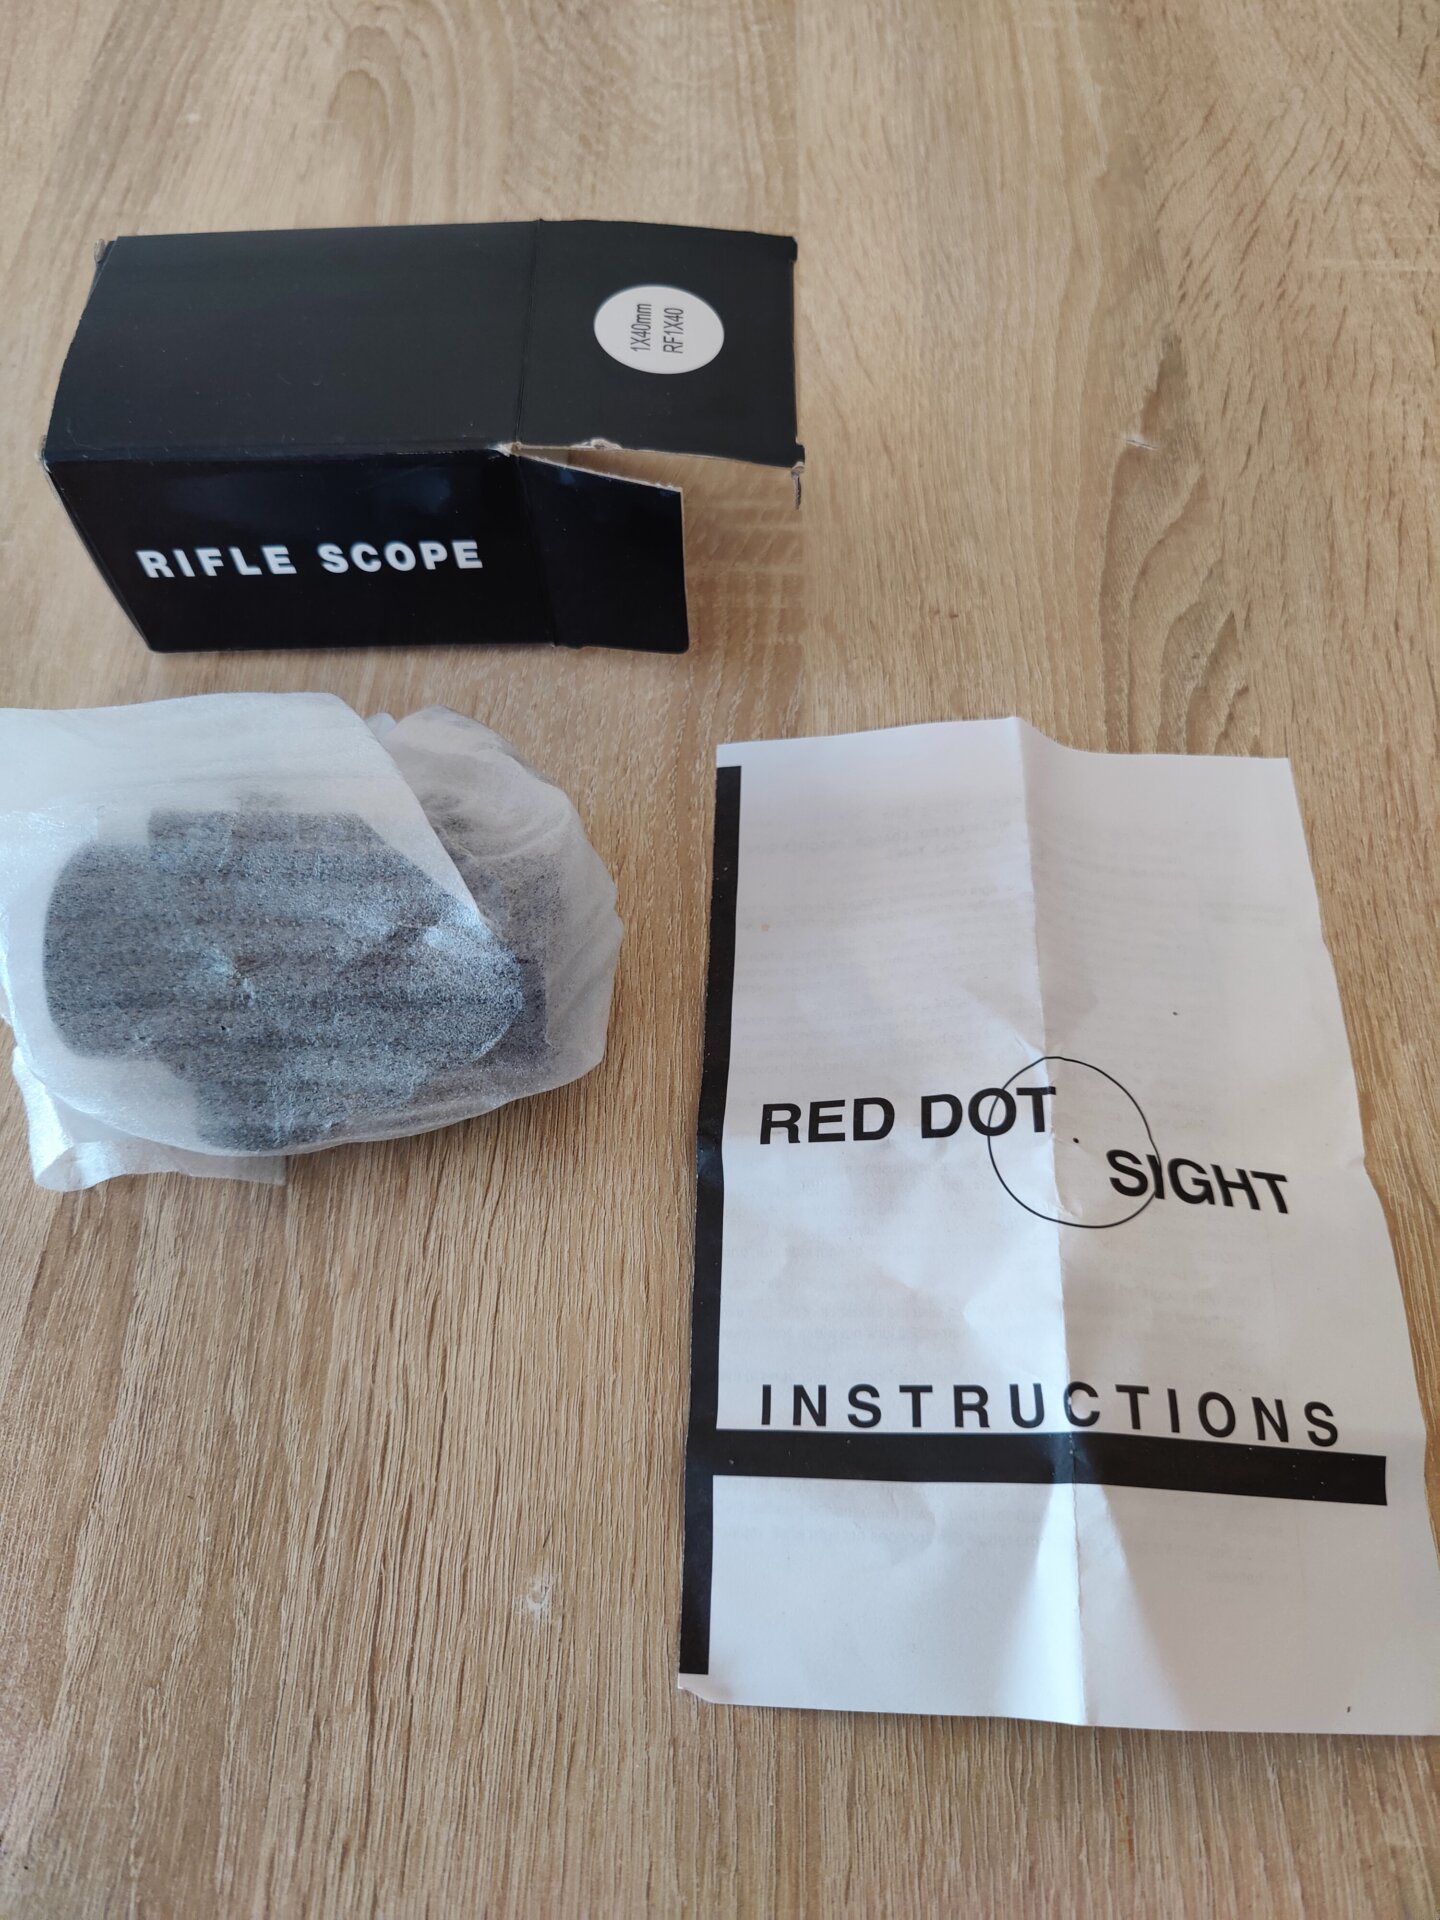 1X40mm
RF1X40
RIFLE SCOPE
RED DOT
SIGHT
INSTRUCTIONS